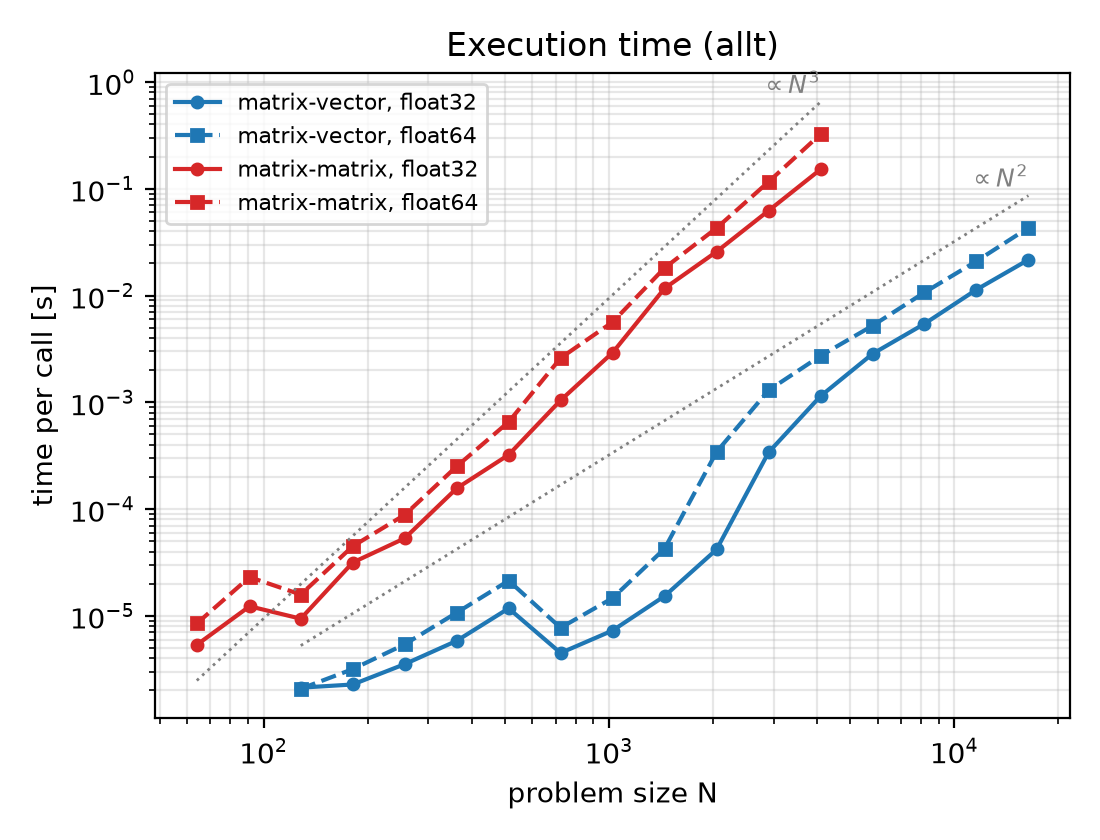 Execution time (allt)
∝ N³
10⁰
matrix-vector, float32
matrix-vector, float64
matrix-matrix, float32
matrix-matrix, float64
10⁻¹
∝ N²
10⁻²
10⁻³
10⁻⁴
10⁻⁵
time per call [s]
10²
10³
10⁴
problem size N